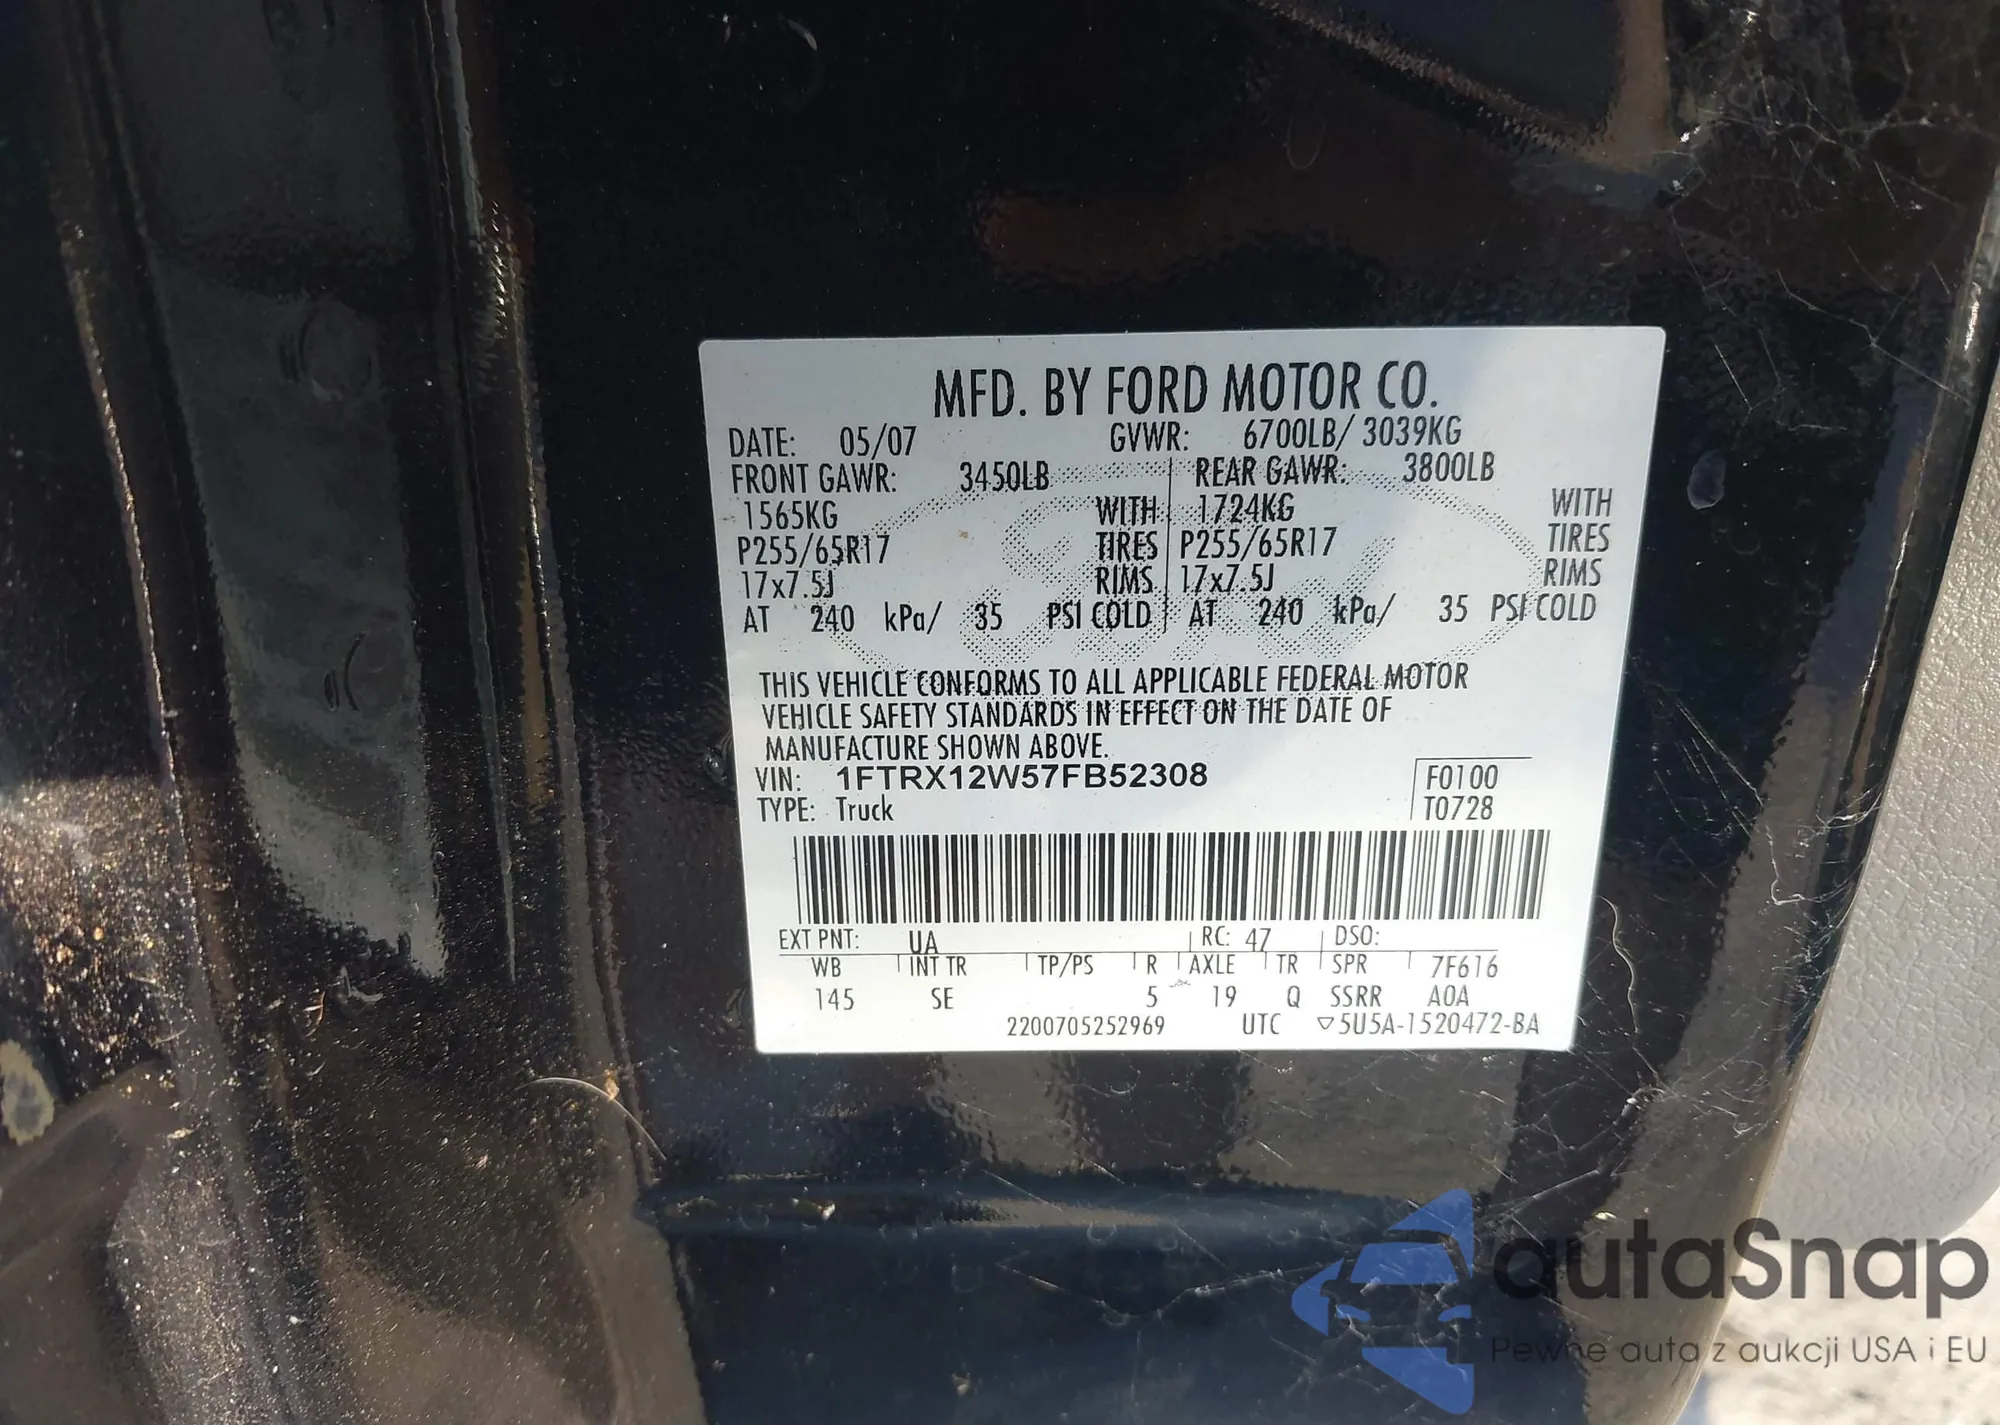 MFD. BY FORD MOTOR CO.
DATE: 05/07 GVWR: 6700LB/ 3039KG
FRONT GAWR: 3450LB REAR GAWR: 3800LB
1565KG WITH 1724KG WITH
P255/65R17 TIRES P255/65R17 TIRES
17x7.5J RIMS 17x7.5J RIMS
AT 240 kPa/ 35 PSI COLD AT 240 kPa/ 35 PSI COLD
THIS VEHICLE CONFORMS TO ALL APPLICABLE FEDERAL MOTOR
VEHICLE SAFETY STANDARDS IN EFFECT ON THE DATE OF
MANUFACTURE SHOWN ABOVE.
VIN: 1FTRX12W57FB52308 F0100
TYPE: Truck T0728
EXT PNT: UA RC: 47 DSO:
WB INT TR TP/PS R AXLE TR SPR 7F616
145 SE 5 19 Q SSRR A0A
2200705252969 UTC ▽5U5A-1520472-BA
autaSnap
Pewne auta z aukcji USA i EU